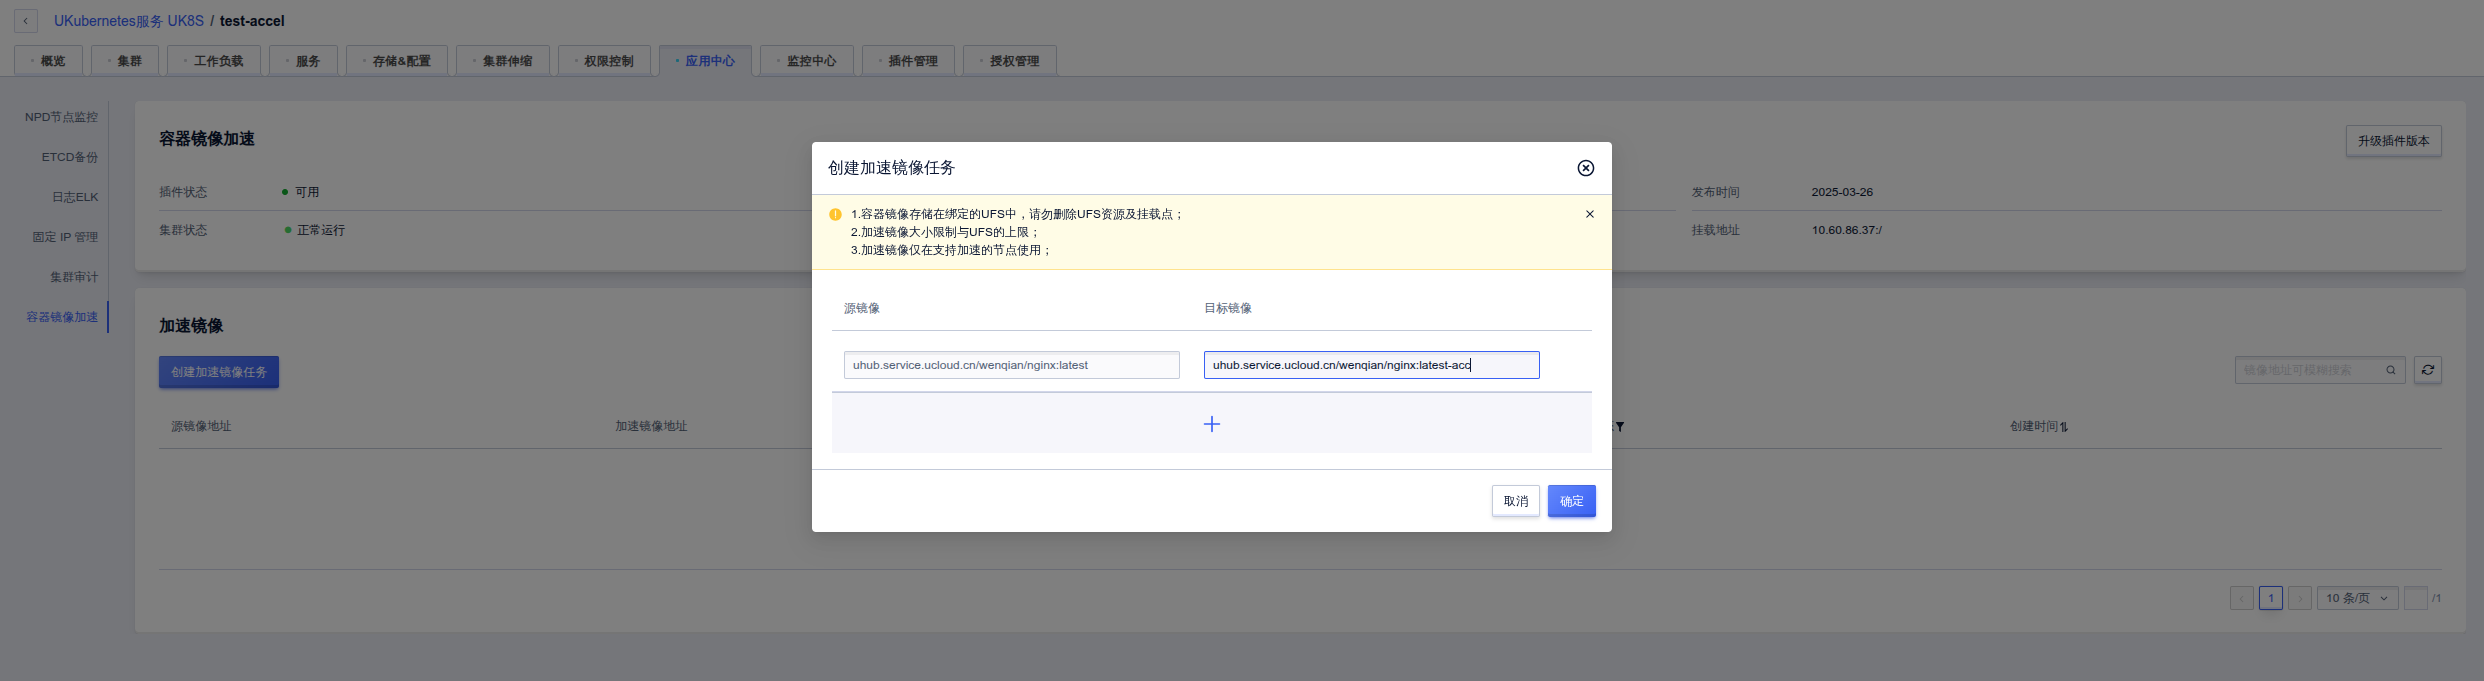 UKubernetes服务 UK8S / test-accel
概览 集群 工作负载 服务 存储&配置 集群伸缩 权限控制 应用中心 监控中心 插件管理 授权管理
NPD节点监控
ETCD备份
日志ELK
固定 IP 管理
集群审计
容器镜像加速
容器镜像加速
升级插件版本
插件状态 可用
发布时间 2025-03-26
集群状态 正常运行
挂载地址 10.60.86.37:/
加速镜像
创建加速镜像任务
镜像地址可模糊搜索
源镜像地址 加速镜像地址 创建时间
1 10 条/页 /1
创建加速镜像任务
1.容器镜像存储在绑定的UFS中，请勿删除UFS资源及挂载点；
2.加速镜像大小限制与UFS的上限；
3.加速镜像仅在支持加速的节点使用；
源镜像 目标镜像
uhub.service.ucloud.cn/wenqian/nginx:latest uhub.service.ucloud.cn/wenqian/nginx:latest-acc
取消 确定